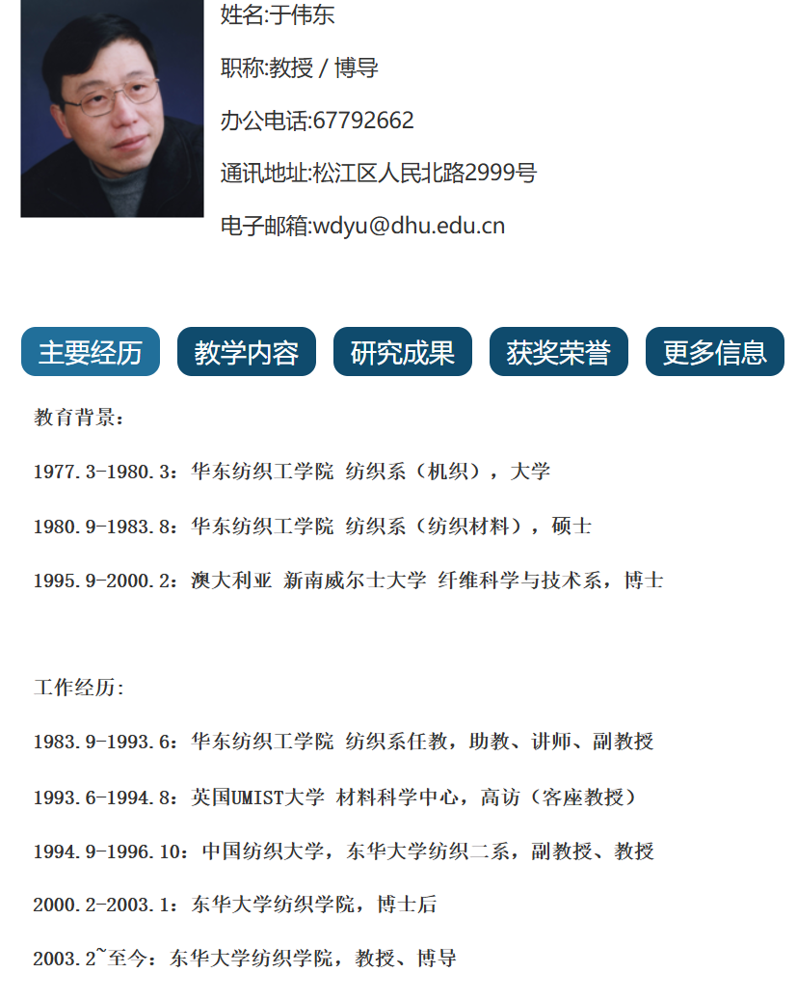 姓名:于伟东
职称:教授 / 博导
办公电话:67792662
通讯地址:松江区人民北路2999号
电子邮箱:wdyu@dhu.edu.cn
主要经历 教学内容 研究成果 获奖荣誉 更多信息
教育背景：
1977.3-1980.3：华东纺织工学院 纺织系（机织），大学
1980.9-1983.8：华东纺织工学院 纺织系（纺织材料），硕士
1995.9-2000.2：澳大利亚 新南威尔士大学 纤维科学与技术系，博士
工作经历:
1983.9-1993.6：华东纺织工学院 纺织系任教，助教、讲师、副教授
1993.6-1994.8：英国UMIST大学 材料科学中心，高访（客座教授）
1994.9-1996.10：中国纺织大学，东华大学纺织二系，副教授、教授
2000.2-2003.1：东华大学纺织学院，博士后
2003.2~至今：东华大学纺织学院，教授、博导